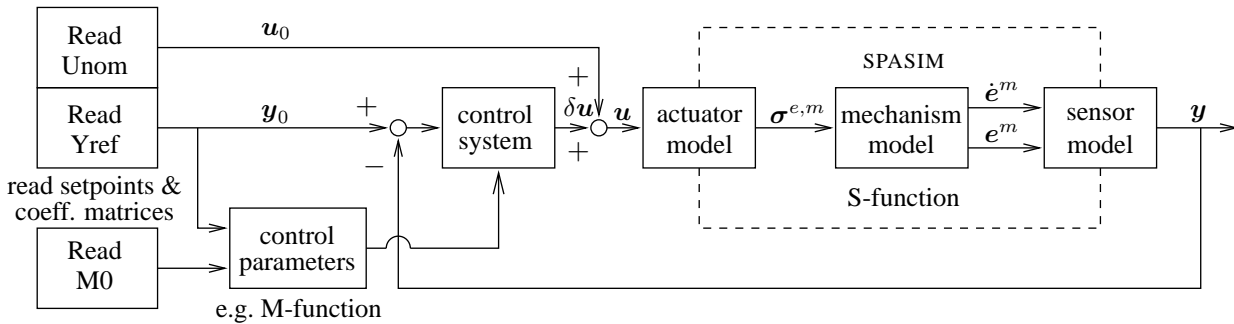 Read
Unom
u₀
Read
Yref
y₀
+
−
control
system
δu
+
+
u
actuator
model
σᵉ,ᵐ
SPASIM
mechanism
model
S-function
ėᵐ
eᵐ
sensor
model
y
read setpoints &
coeff. matrices
Read
M0
control
parameters
e.g. M-function